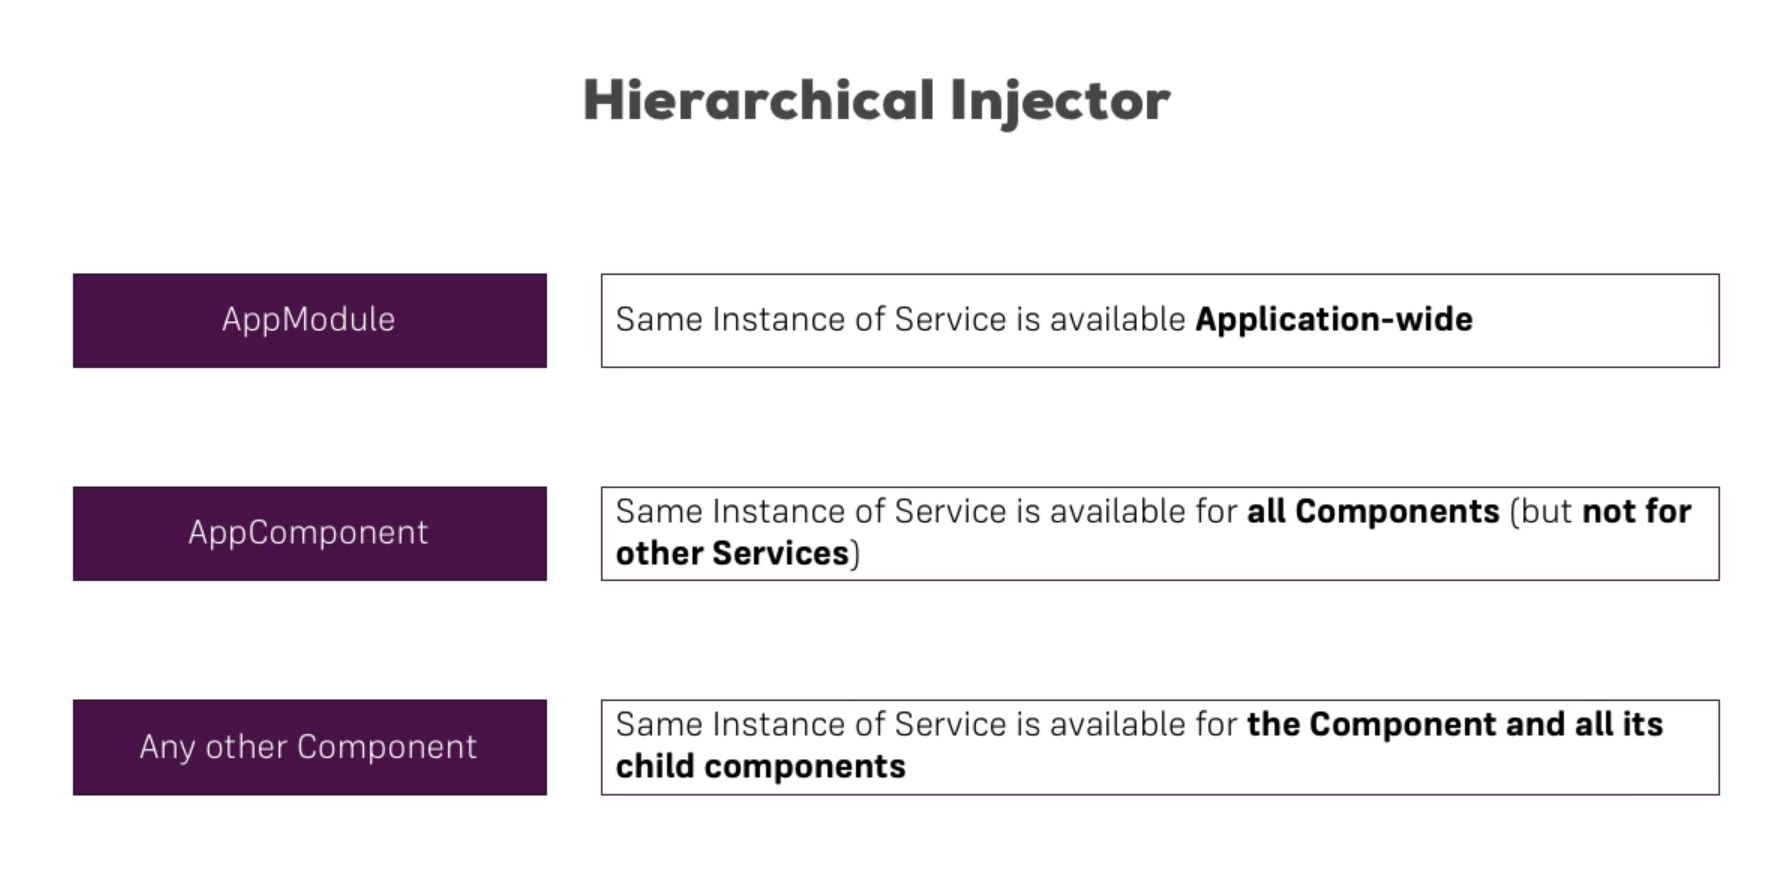 Hierarchical Injector
AppModule
Same Instance of Service is available Application-wide
AppComponent
Same Instance of Service is available for all Components (but not for
other Services)
Any other Component
Same Instance of Service is available for the Component and all its
child components